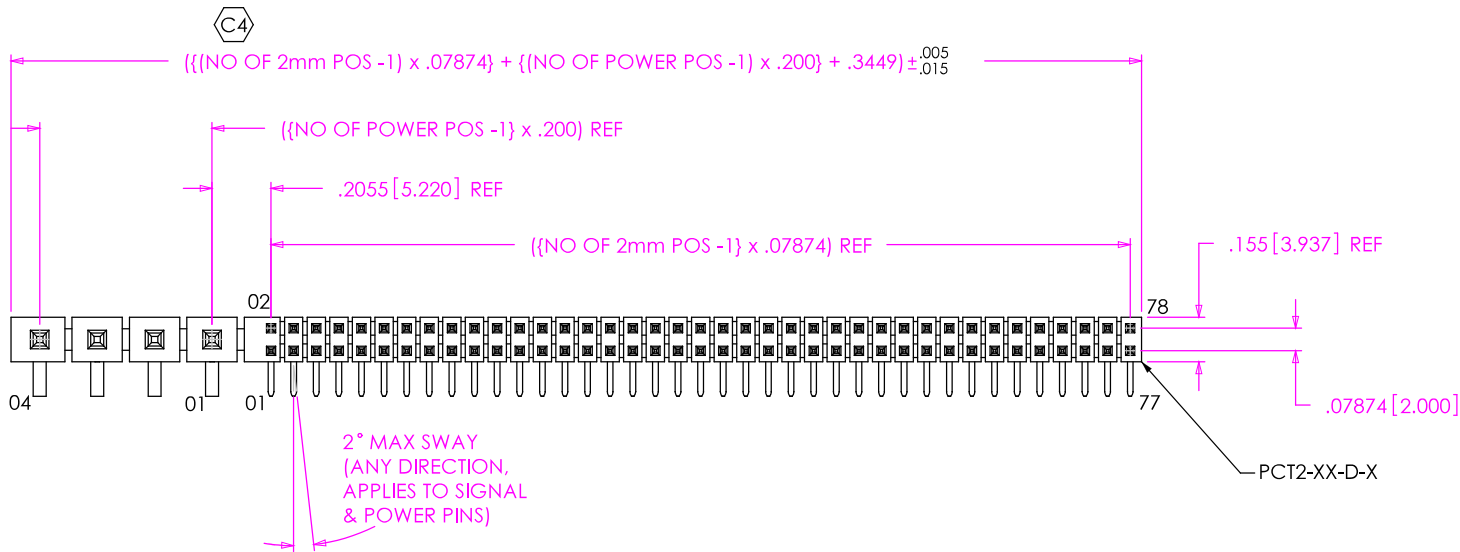 C4
({(NO OF 2mm POS -1) x .07874} + {(NO OF POWER POS -1) x .200} + .3449) ± .005 .015
({NO OF POWER POS -1} x .200) REF
.2055 [5.220] REF
({NO OF 2mm POS -1} x .07874) REF
.155 [3.937] REF
02
78
04
01
01
77
.07874 [2.000]
2° MAX SWAY
(ANY DIRECTION,
APPLIES TO SIGNAL
& POWER PINS)
PCT2-XX-D-X